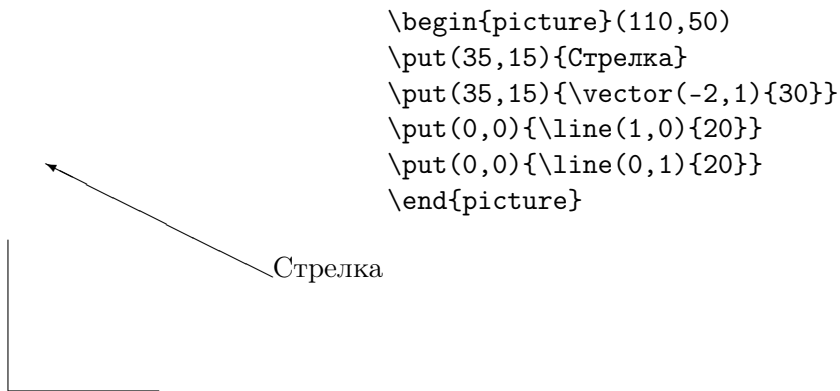 \begin{picture}(110,50)
\put(35,15){Стрелка}
\put(35,15){\vector(-2,1){30}}
\put(0,0){\line(1,0){20}}
\put(0,0){\line(0,1){20}}
\end{picture}
Стрелка